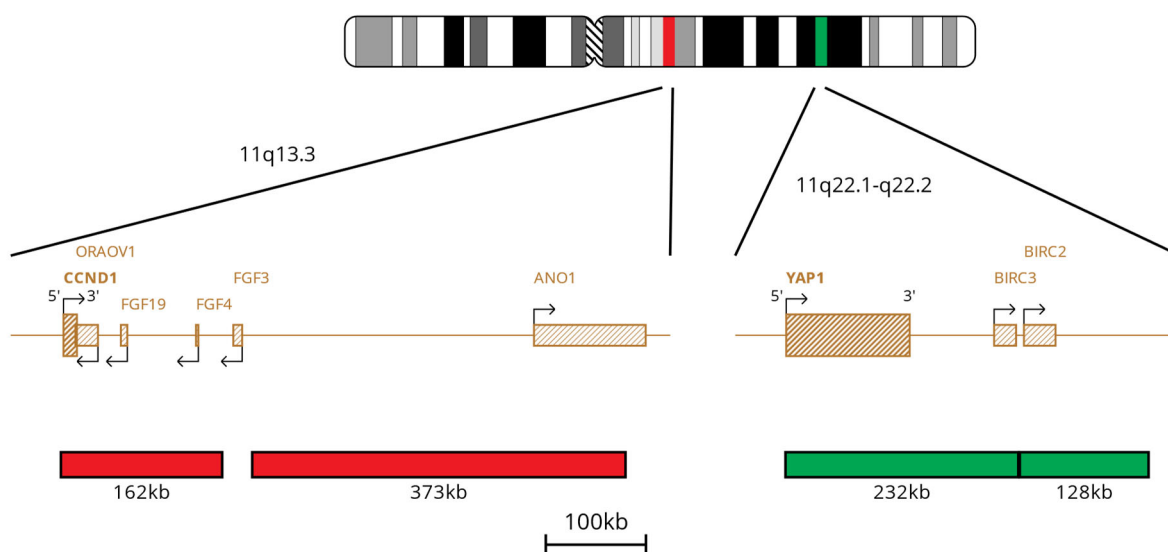 11q13.3
11q22.1-q22.2
ORAOV1
BIRC2
CCND1
FGF3
ANO1
YAP1
BIRC3
5'
3'
FGF19
FGF4
5'
3'
162kb
373kb
232kb
128kb
100kb